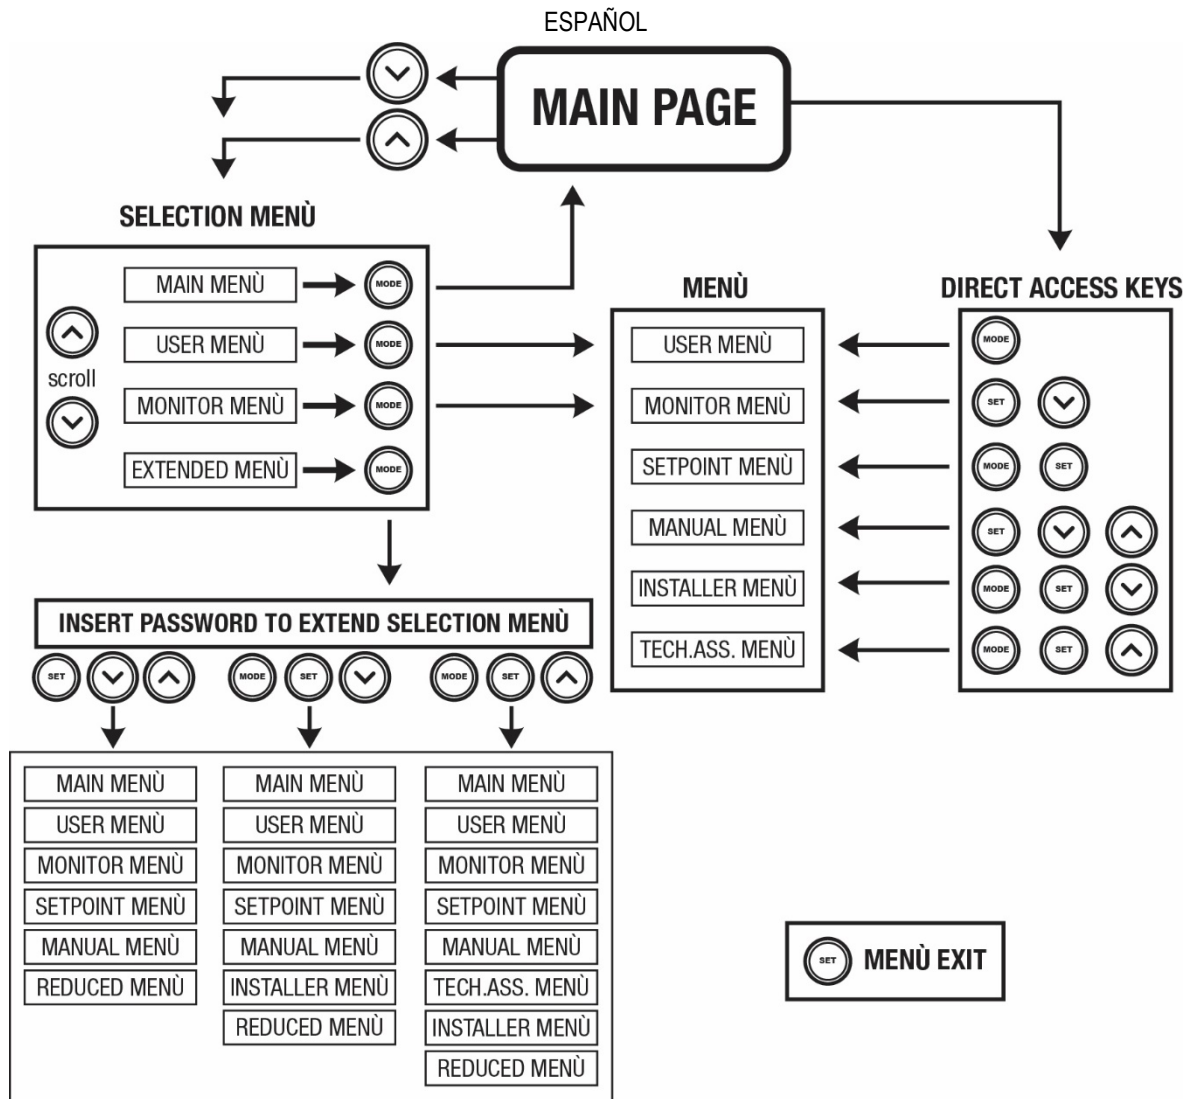 ESPAÑOL
MAIN PAGE
SELECTION MENÙ
MAIN MENÙ MODE
USER MENÙ MODE
scroll
MONITOR MENÙ MODE
EXTENDED MENÙ MODE
MENÙ
USER MENÙ
MONITOR MENÙ
SETPOINT MENÙ
MANUAL MENÙ
INSTALLER MENÙ
TECH.ASS. MENÙ
DIRECT ACCESS KEYS
MODE
SET
MODE SET
SET
MODE SET
MODE SET
INSERT PASSWORD TO EXTEND SELECTION MENÙ
SET
MAIN MENÙ
USER MENÙ
MONITOR MENÙ
SETPOINT MENÙ
MANUAL MENÙ
REDUCED MENÙ
MODE SET
MAIN MENÙ
USER MENÙ
MONITOR MENÙ
SETPOINT MENÙ
MANUAL MENÙ
INSTALLER MENÙ
REDUCED MENÙ
MODE SET
MAIN MENÙ
USER MENÙ
MONITOR MENÙ
SETPOINT MENÙ
MANUAL MENÙ
TECH.ASS. MENÙ
INSTALLER MENÙ
REDUCED MENÙ
SET MENÙ EXIT